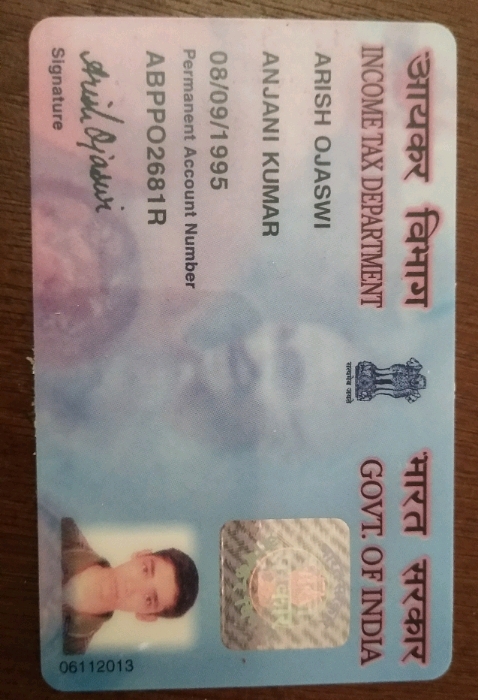 आयकर विभाग
INCOME TAX DEPARTMENT
भारत सरकार
GOVT. OF INDIA
सत्यमेव जयते
ARISH OJASWI
ANJANI KUMAR
08/09/1995
Permanent Account Number
ABPPO2681R
Arish Ojaswi
Signature
06112013